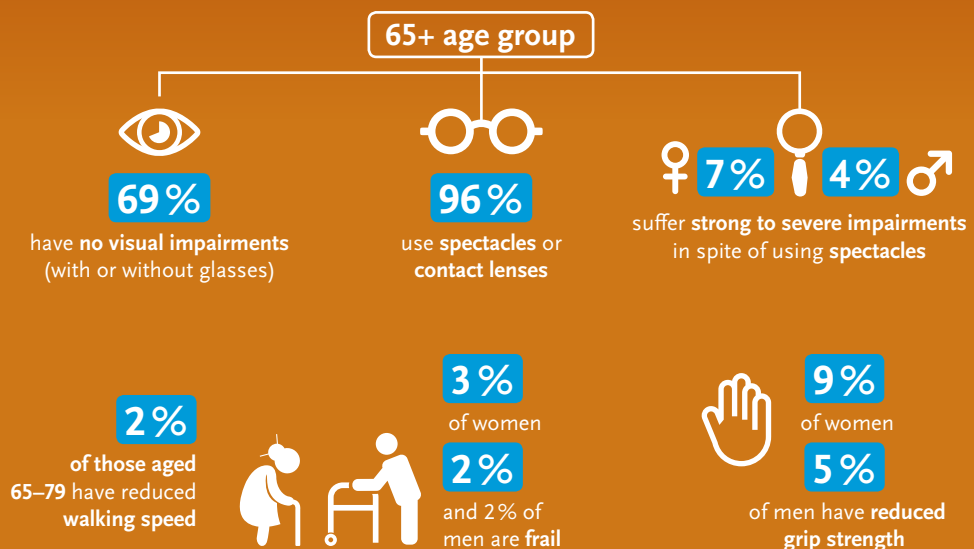 65+ age group
69 %
have no visual impairments
(with or without glasses)
96 %
use spectacles or
contact lenses
7 %
4 %
suffer strong to severe impairments
in spite of using spectacles
2 %
of those aged
65–79 have reduced
walking speed
3 %
of women
2 %
and 2 % of
men are frail
9 %
of women
5 %
of men have reduced
grip strength